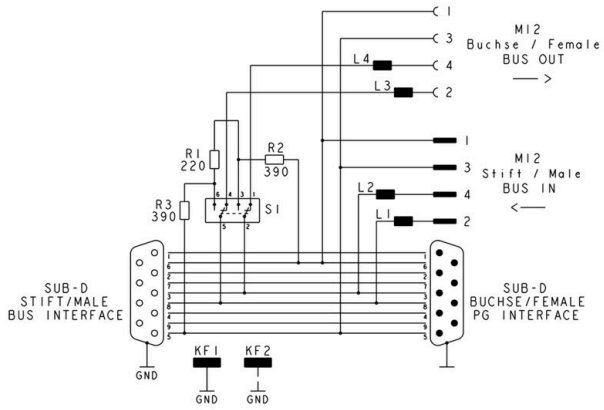 1
M12
3
Buchse / Female
L4
4
BUS OUT
L3
2
R1
220
R2
390
1
M12
3
Stift / Male
R3
390
6 4 3 1
L2
4
BUS IN
S1
5 2
L1
2
1 1
6 6
2 2
7 7
3 3
8 8
4 4
9 9
5 5
SUB-D
STIFT/MALE
BUS INTERFACE
SUB-D
BUCHSE/FEMALE
PG INTERFACE
KF1
KF2
GND
GND
GND